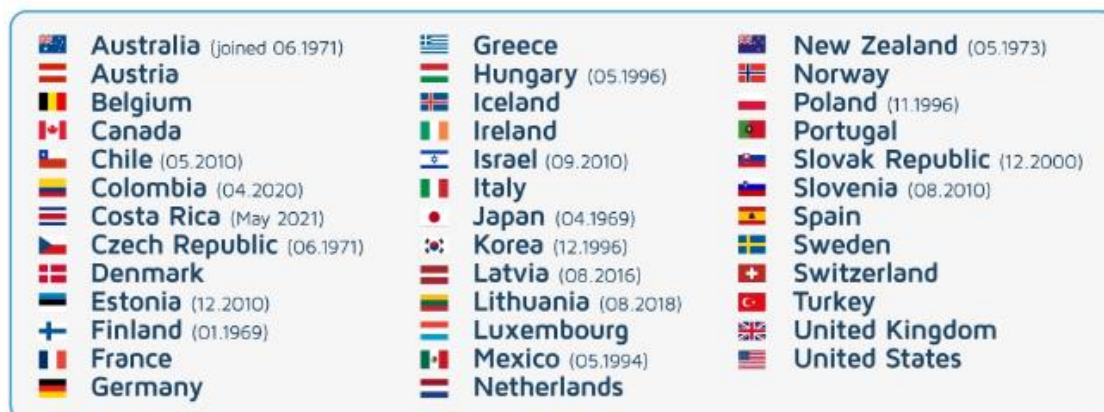 Australia (joined 06.1971)
Austria
Belgium
Canada
Chile (05.2010)
Colombia (04.2020)
Costa Rica (May 2021)
Czech Republic (06.1971)
Denmark
Estonia (12.2010)
Finland (01.1969)
France
Germany
Greece
Hungary (05.1996)
Iceland
Ireland
Israel (09.2010)
Italy
Japan (04.1969)
Korea (12.1996)
Latvia (08.2016)
Lithuania (08.2018)
Luxembourg
Mexico (05.1994)
Netherlands
New Zealand (05.1973)
Norway
Poland (11.1996)
Portugal
Slovak Republic (12.2000)
Slovenia (08.2010)
Spain
Sweden
Switzerland
Turkey
United Kingdom
United States